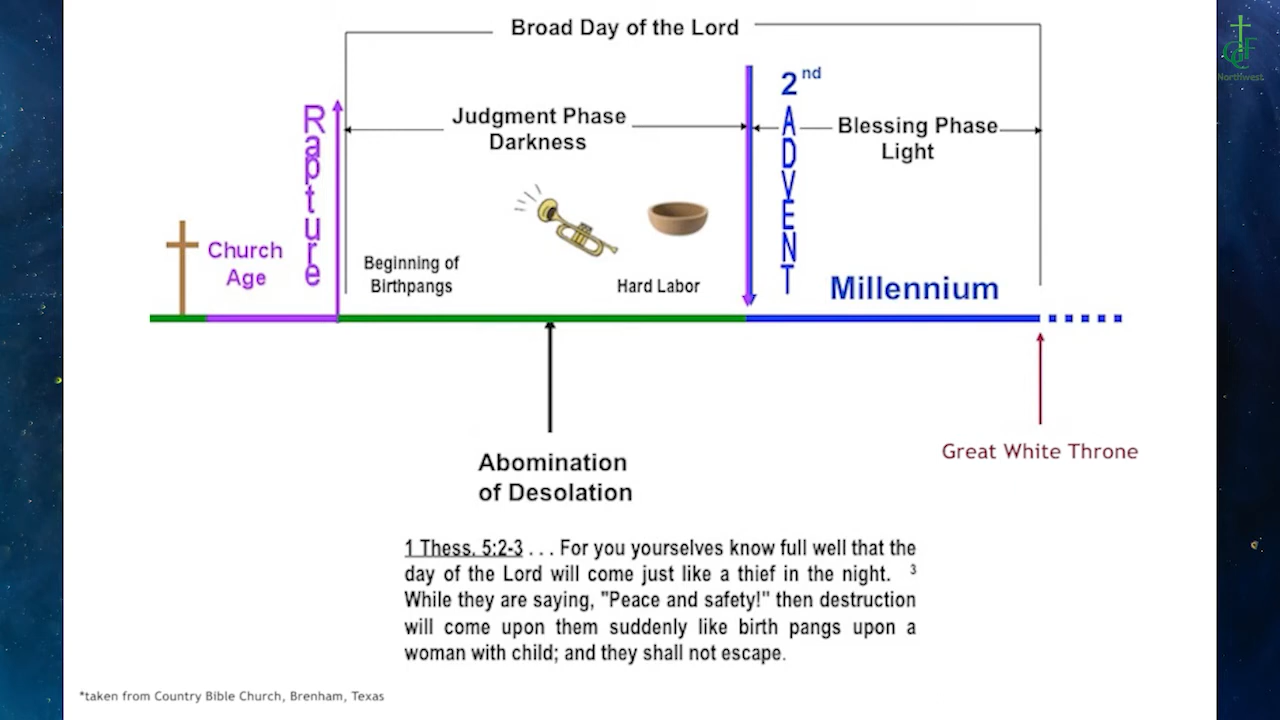 Broad Day of the Lord
2nd
ADVENT
Rapture
Judgment Phase
Darkness
Blessing Phase
Light
Church
Age
Beginning of
Birthpangs
Hard Labor
Millennium
Abomination
of Desolation
Great White Throne
1 Thess. 5:2-3 . . . For you yourselves know full well that the
day of the Lord will come just like a thief in the night. 3
While they are saying, "Peace and safety!" then destruction
will come upon them suddenly like birth pangs upon a
woman with child; and they shall not escape.
*taken from Country Bible Church, Brenham, Texas
GCF
Northwest